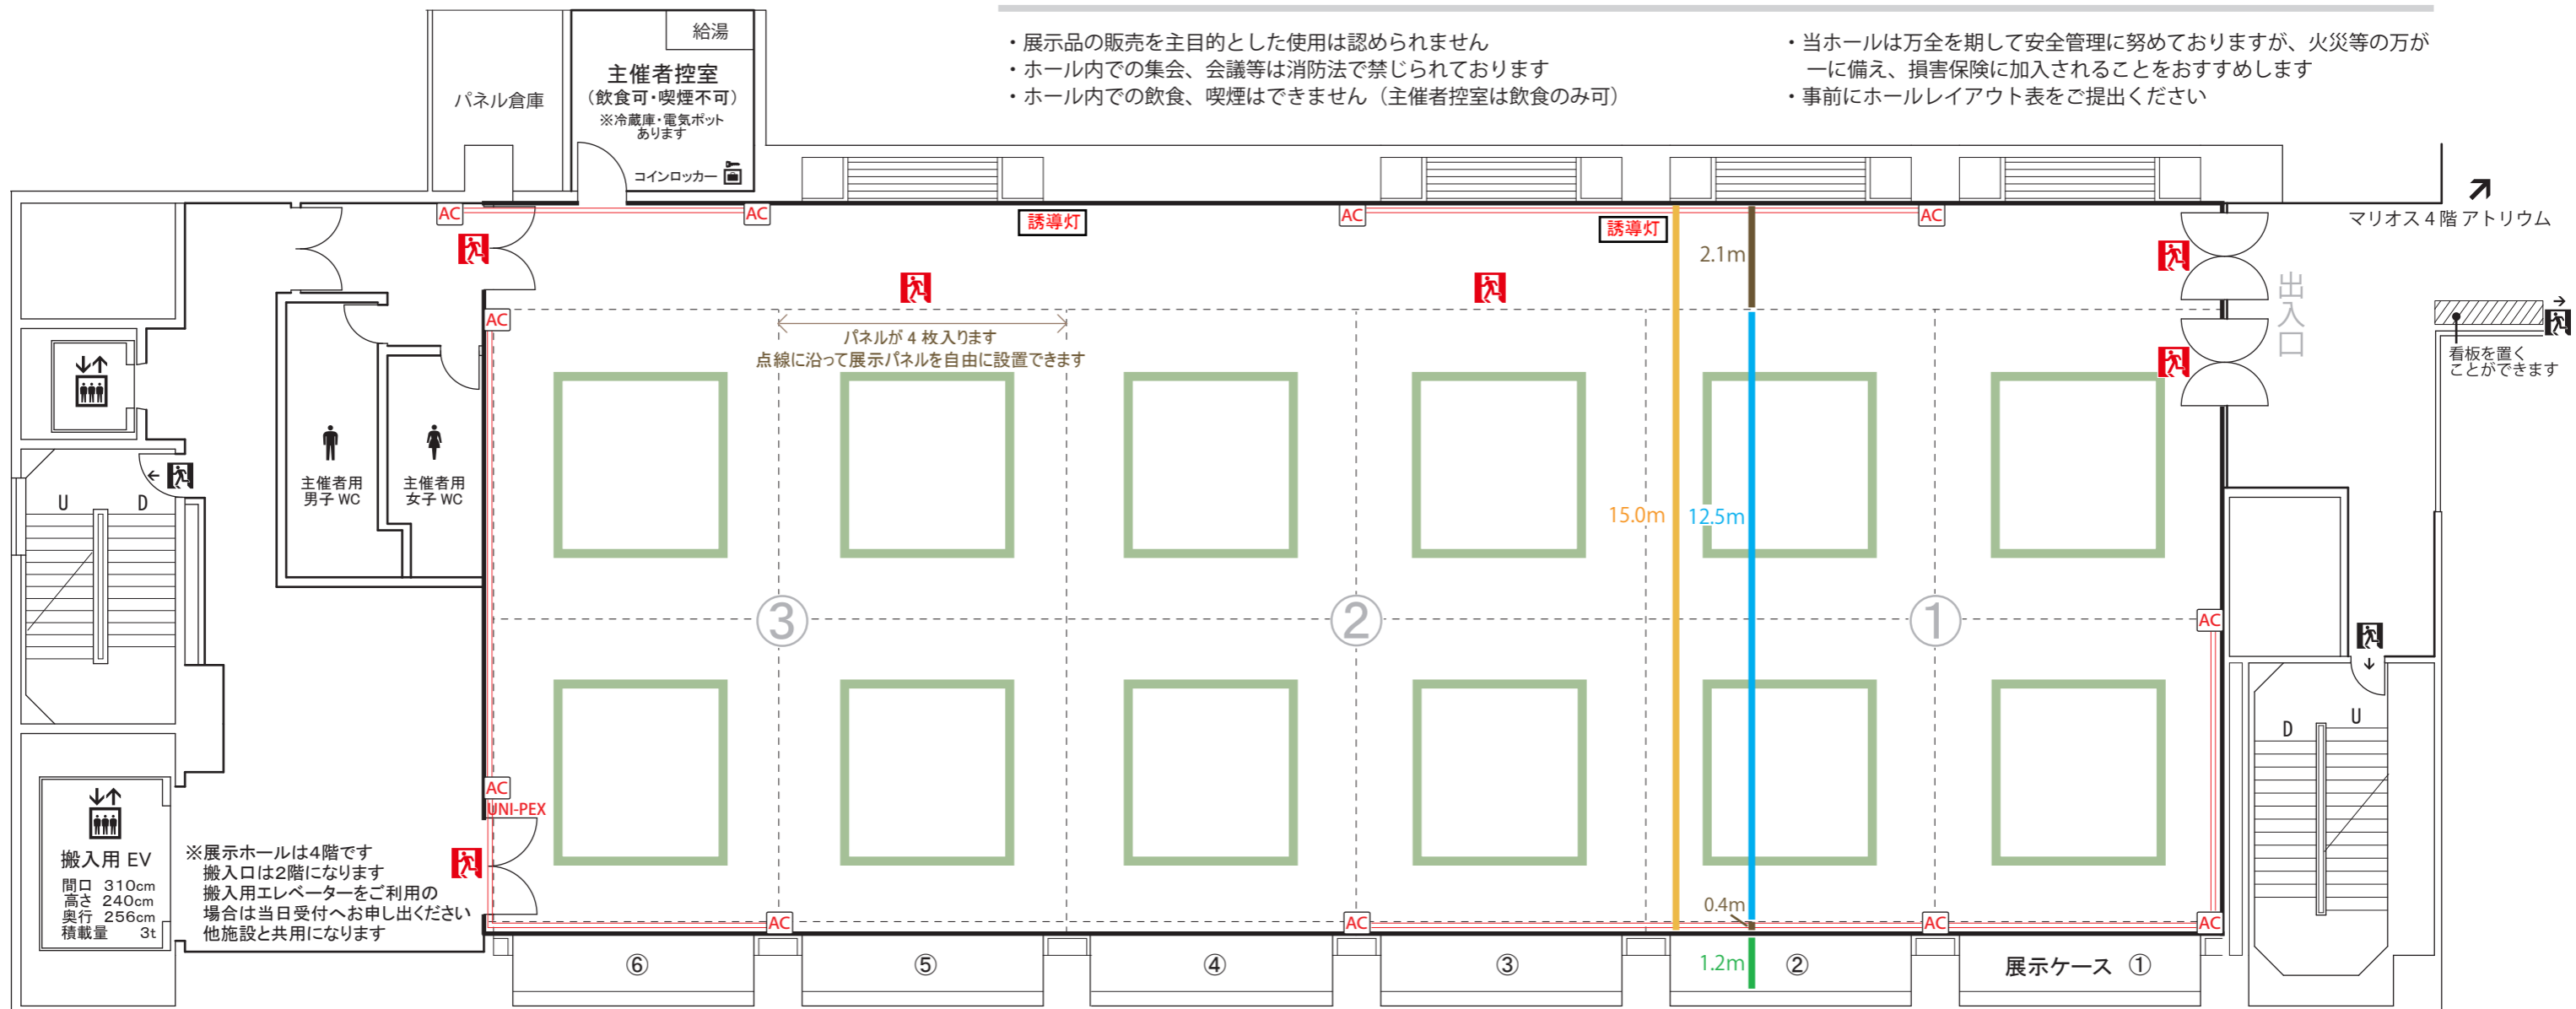 ・展示品の販売を主目的とした使用は認められません
・ホール内での集会、会議等は消防法で禁じられております
・ホール内での飲食、喫煙はできません（主催者控室は飲食のみ可）
・当ホールは万全を期して安全管理に努めておりますが、火災等の万が
一に備え、損害保険に加入されることをおすすめします
・事前にホールレイアウト表をご提出ください
給湯
主催者控室
（飲食可・喫煙不可）
※冷蔵庫・電気ポット
あります
コインロッカー
パネル倉庫
AC
AC
誘導灯
AC
誘導灯
AC
マリオス4階 アトリウム
2.1m
出入口
看板を置く
ことができます
AC
パネルが4枚入ります
点線に沿って展示パネルを自由に設置できます
主催者用
男子 WC
主催者用
女子 WC
U
D
15.0m
12.5m
③
②
①
AC
D
U
AC
UNI-PEX
搬入用 EV
間口 310cm
高さ 240cm
奥行 256cm
積載量 3t
※展示ホールは4階です
搬入口は2階になります
搬入用エレベーターをご利用の
場合は当日受付へお申し出ください
他施設と共用になります
0.4m
AC
AC
AC
AC
⑥
⑤
④
③
1.2m
②
展示ケース ①